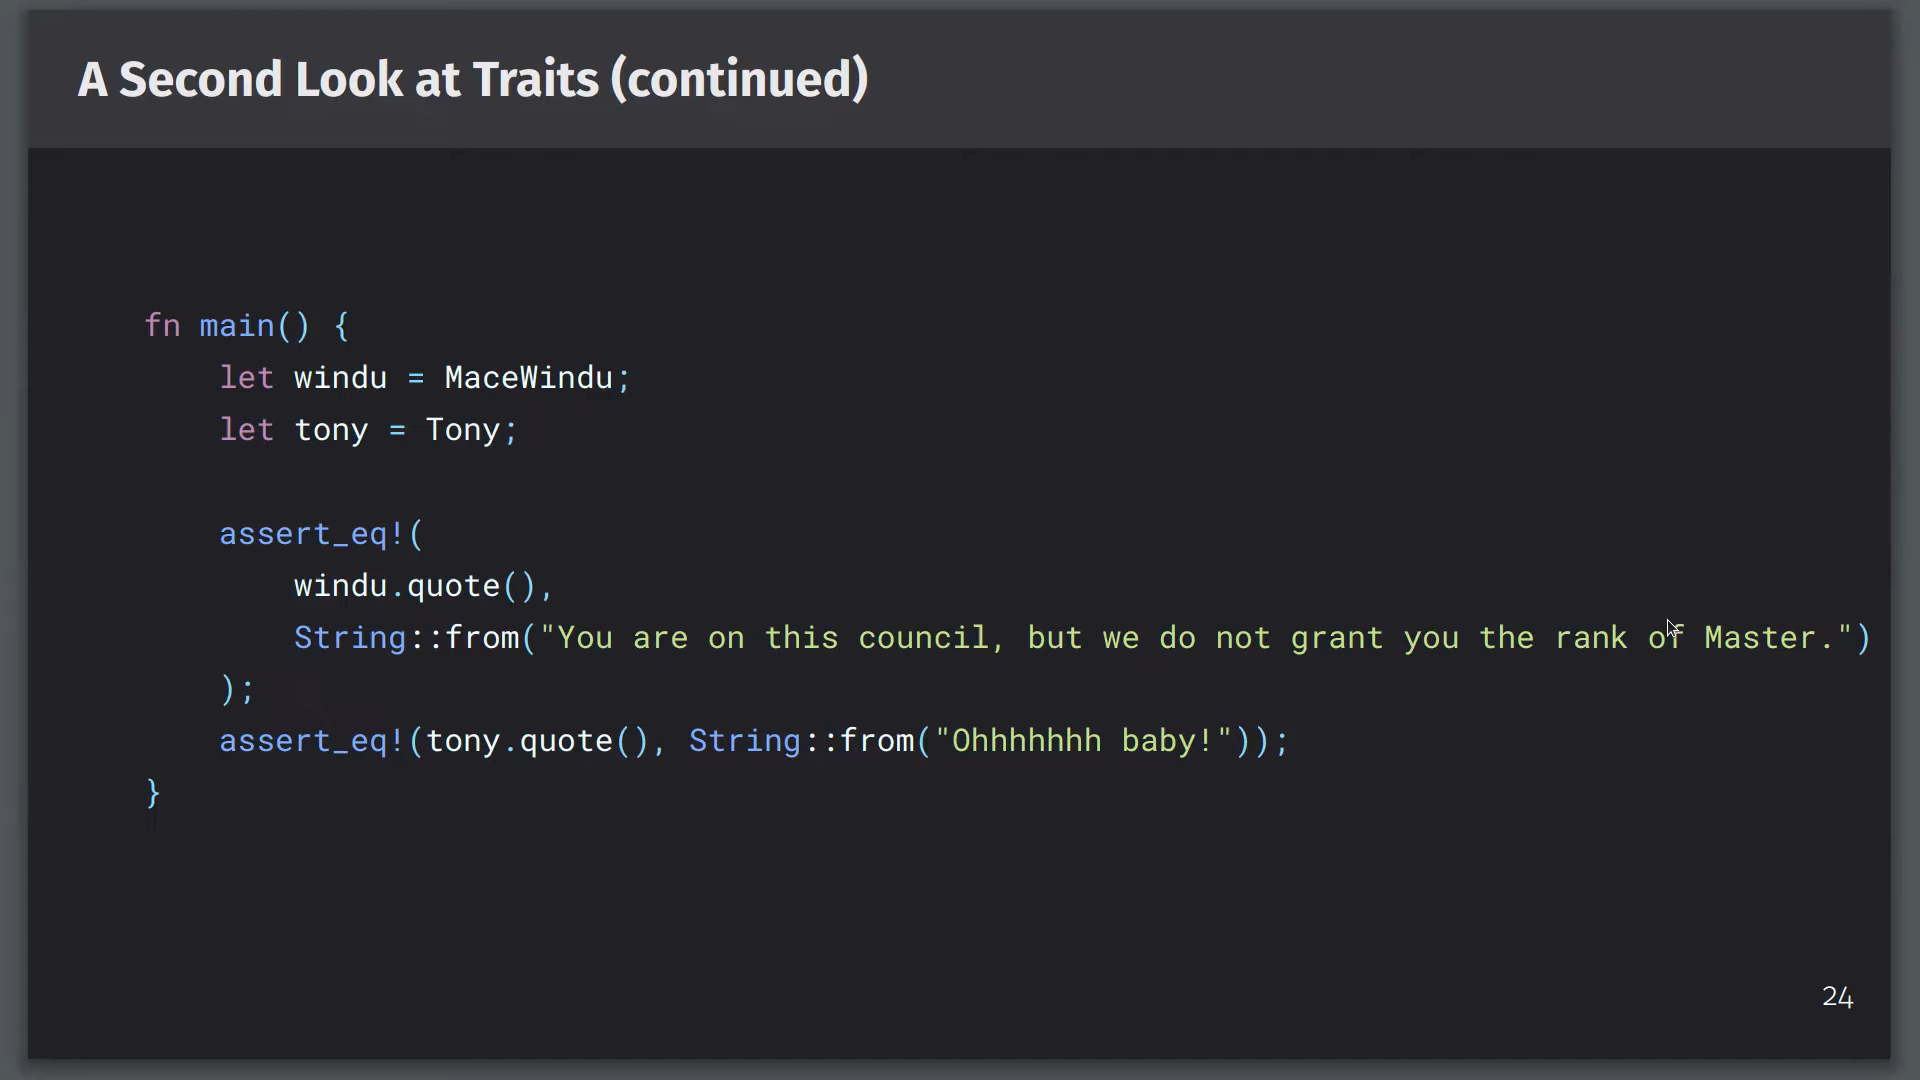 A Second Look at Traits (continued)
fn main() {
let windu = MaceWindu;
let tony = Tony;
assert_eq!(
windu.quote(),
String::from("You are on this council, but we do not grant you the rank of Master.")
);
assert_eq!(tony.quote(), String::from("Ohhhhhhh baby!"));
}
24